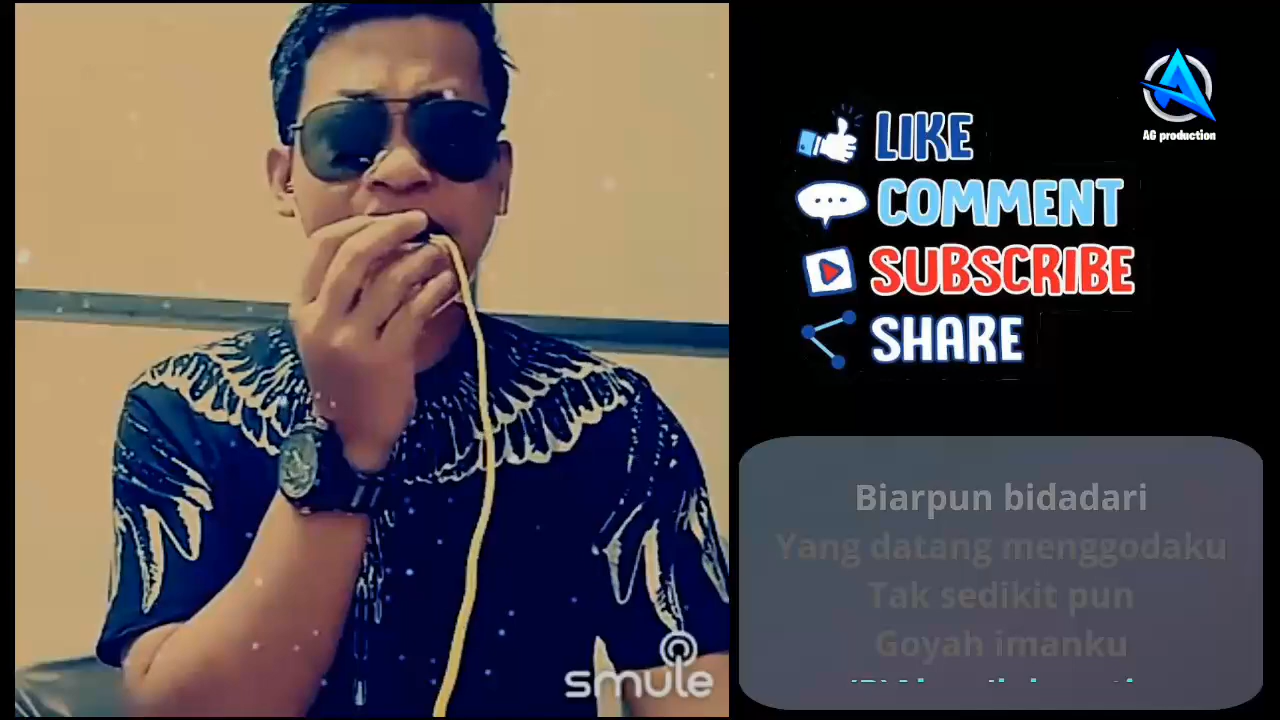 AG production
LIKE
COMMENT
SUBSCRIBE
SHARE
Biarpun bidadari
Yang datang menggodaku
Tak sedikit pun
Goyah imanku
smule